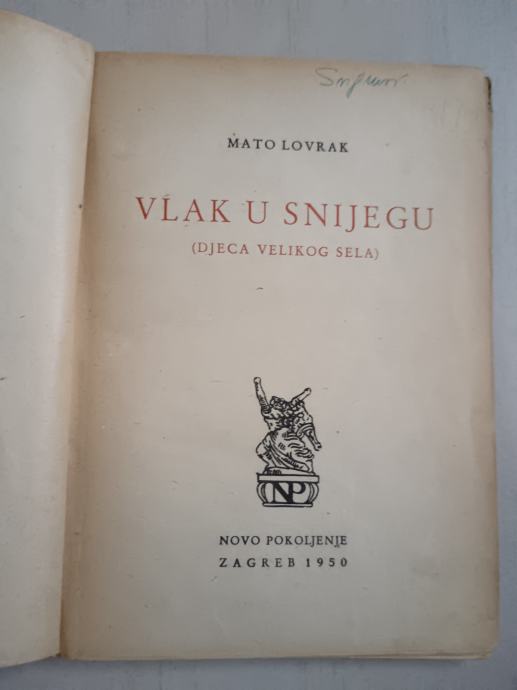 MATO LOVRAK
VLAK U SNIJEGU
(DJECA VELIKOG SELA)
NP
NOVO POKOLJENJE
ZAGREB 1950